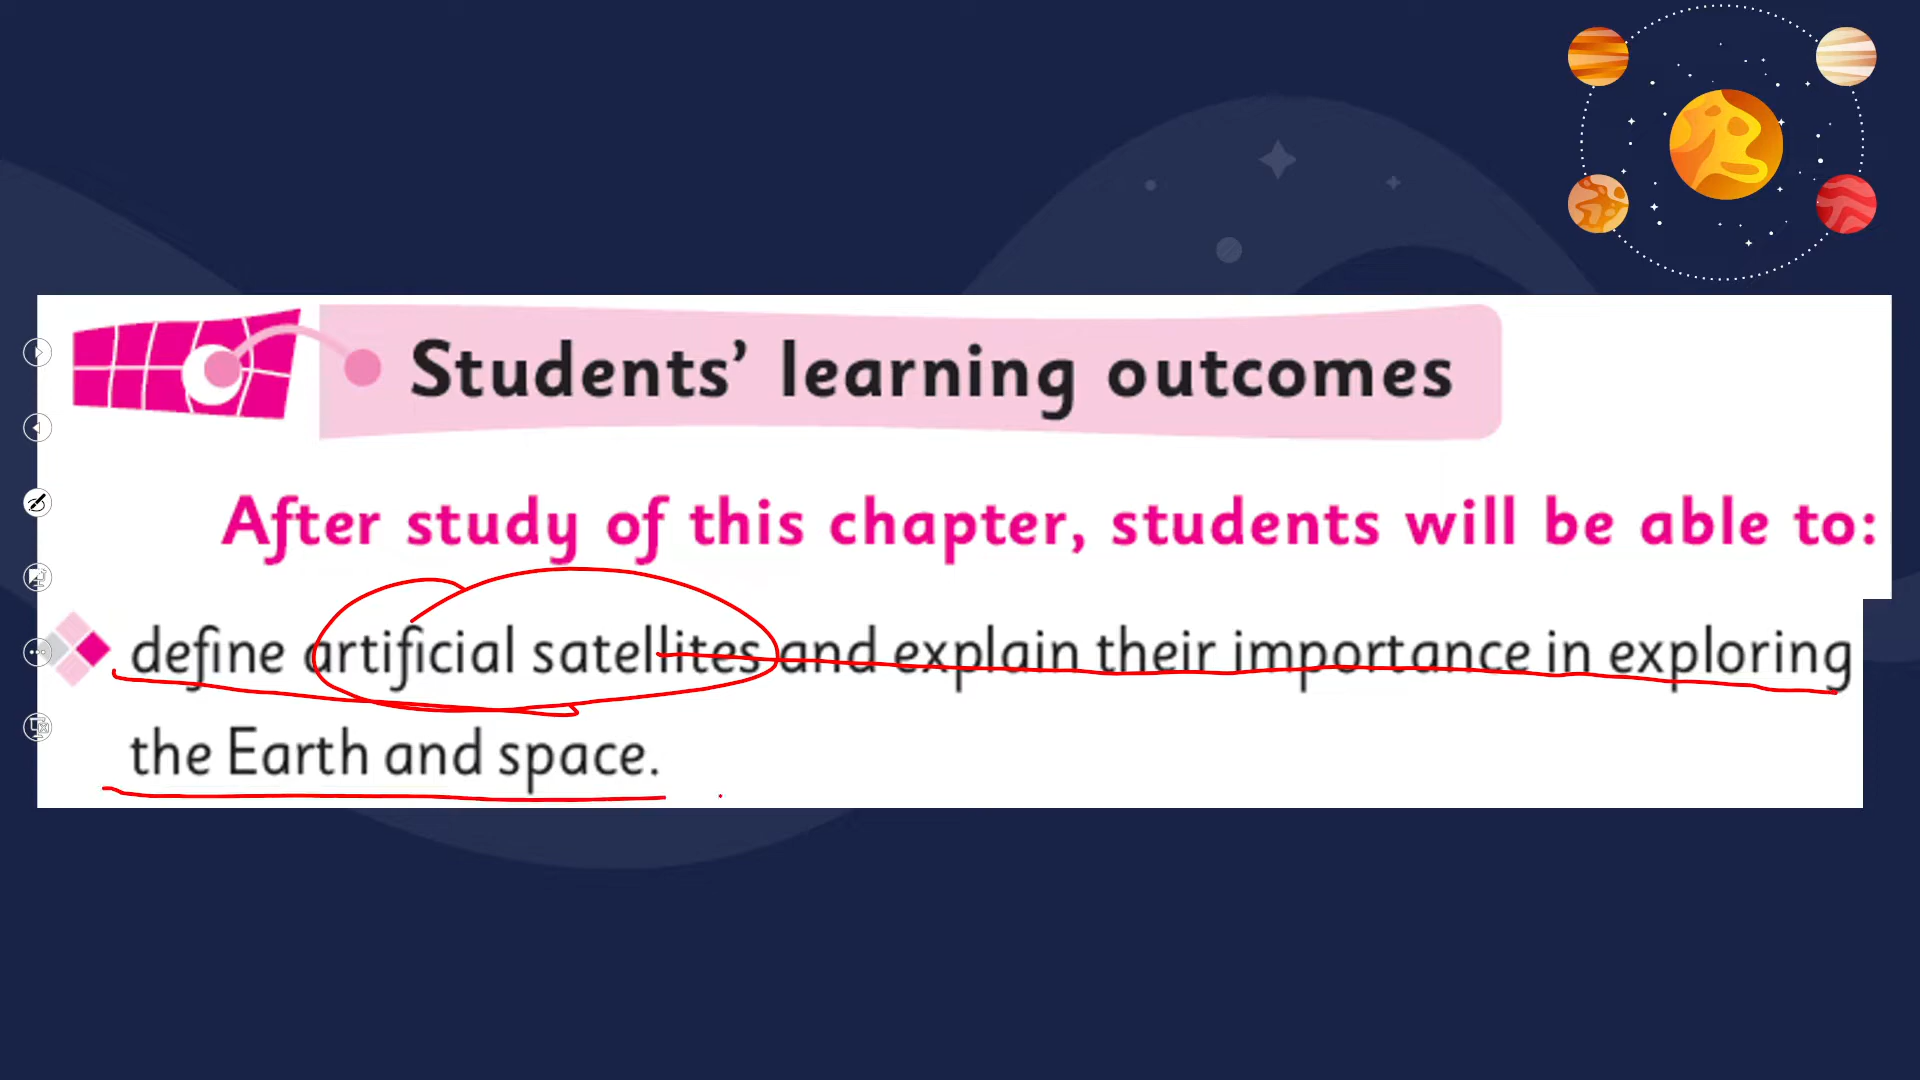 Students’ learning outcomes
After study of this chapter, students will be able to:
define artificial satellites and explain their importance in exploring
the Earth and space.